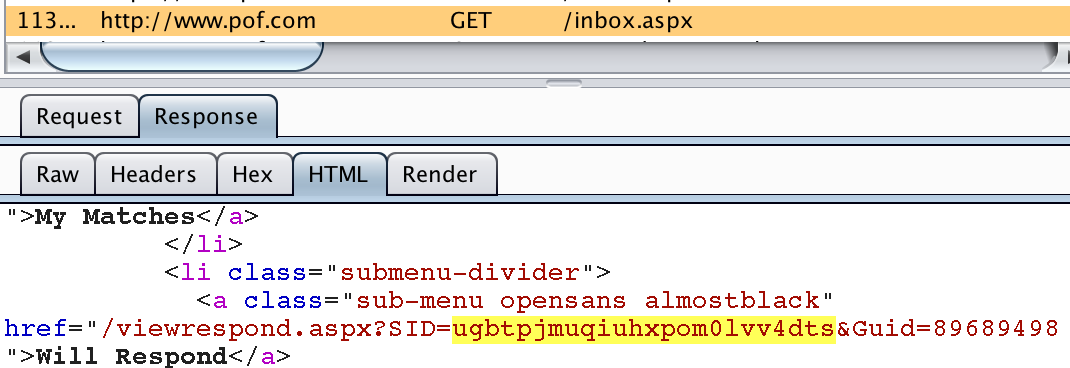 113... http://www.pof.com GET /inbox.aspx
Request Response
Raw Headers Hex HTML Render
">My Matches</a>
</li>
<li class="submenu-divider">
<a class="sub-menu opensans almostblack"
href="/viewrespond.aspx?SID=ugbtpjmuqiuhxpom0lvv4dts&Guid=89689498
">Will Respond</a>